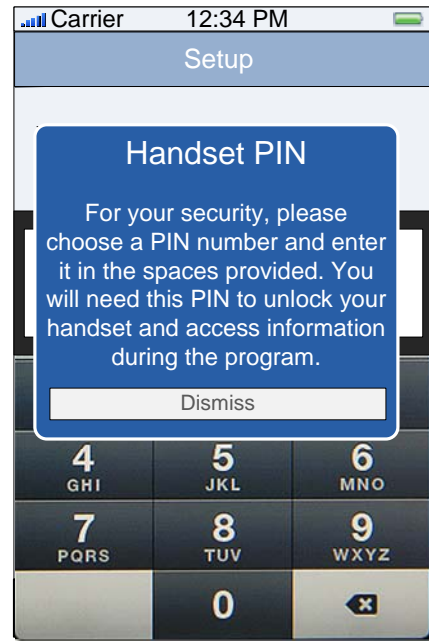 Carrier 12:34 PM
Setup
Handset PIN
For your security, please
choose a PIN number and enter
it in the spaces provided. You
will need this PIN to unlock your
handset and access information
during the program.
Dismiss
4 5 6
GHI JKL MNO
7 8 9
PQRS TUV WXYZ
0